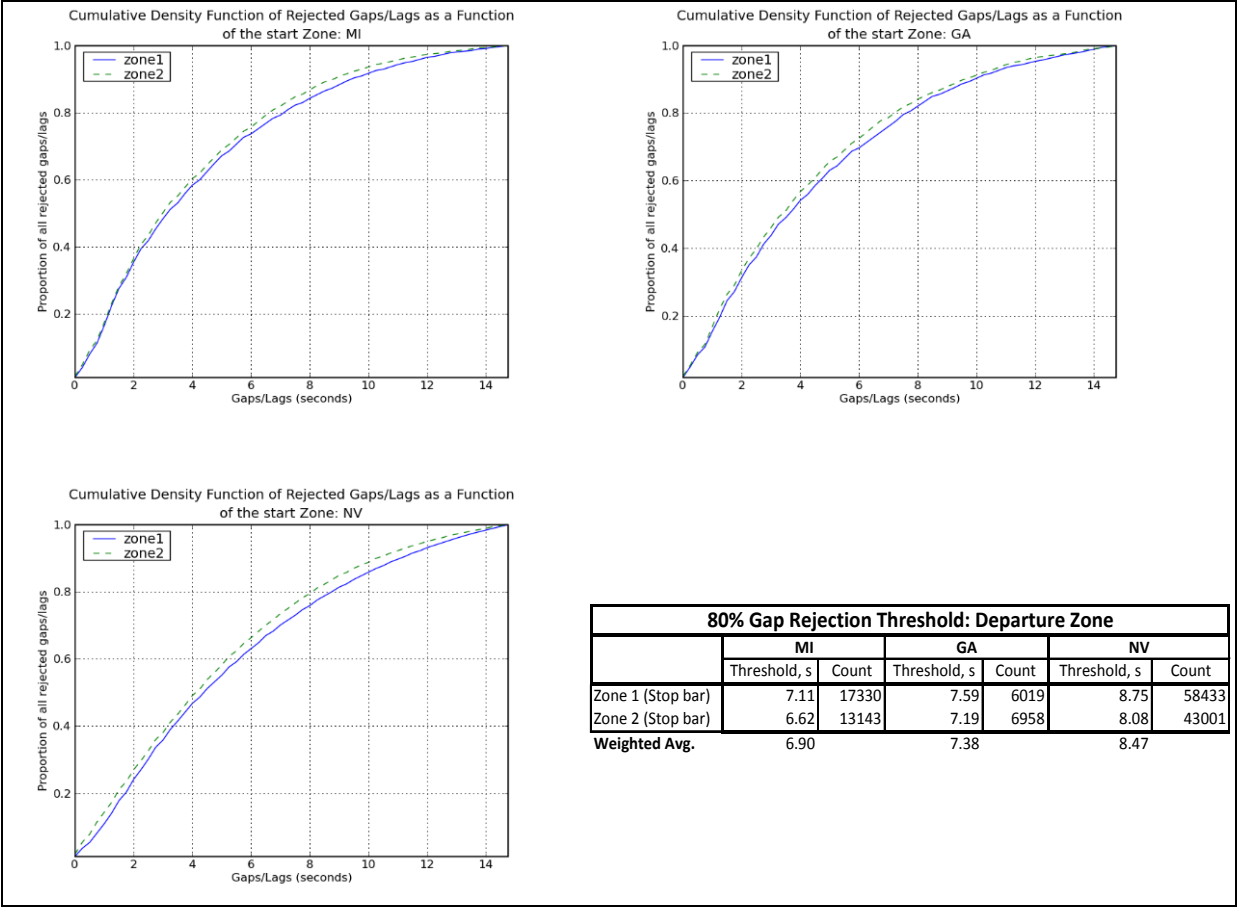 Cumulative Density Function of Rejected Gaps/Lags as a Function
of the start Zone: MI
1.0
0.8
0.6
0.4
0.2
Proportion of all rejected gaps/lags
zone1
zone2
0 2 4 6 8 10 12 14
Gaps/Lags (seconds)
Cumulative Density Function of Rejected Gaps/Lags as a Function
of the start Zone: GA
1.0
0.8
0.6
0.4
0.2
Proportion of all rejected gaps/lags
zone1
zone2
0 2 4 6 8 10 12 14
Gaps/Lags (seconds)
Cumulative Density Function of Rejected Gaps/Lags as a Function
of the start Zone: NV
1.0
0.8
0.6
0.4
0.2
Proportion of all rejected gaps/lags
zone1
zone2
0 2 4 6 8 10 12 14
Gaps/Lags (seconds)
80% Gap Rejection Threshold: Departure Zone
MI GA NV
Threshold, s Count Threshold, s Count Threshold, s Count
Zone 1 (Stop bar) 7.11 17330 7.59 6019 8.75 58433
Zone 2 (Stop bar) 6.62 13143 7.19 6958 8.08 43001
Weighted Avg. 6.90 7.38 8.47